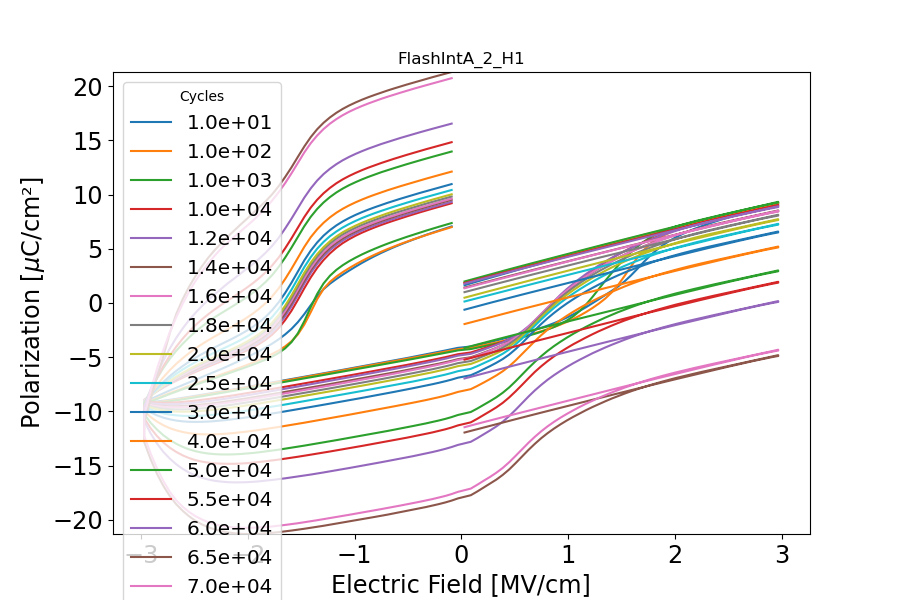 FlashIntA_2_H1
Polarization [μC/cm²]
20
15
10
5
0
−5
−10
−15
−20
Cycles
1.0e+01
1.0e+02
1.0e+03
1.0e+04
1.2e+04
1.4e+04
1.6e+04
1.8e+04
2.0e+04
2.5e+04
3.0e+04
4.0e+04
5.0e+04
5.5e+04
6.0e+04
6.5e+04
7.0e+04
−3 −2 −1 0 1 2 3
Electric Field [MV/cm]